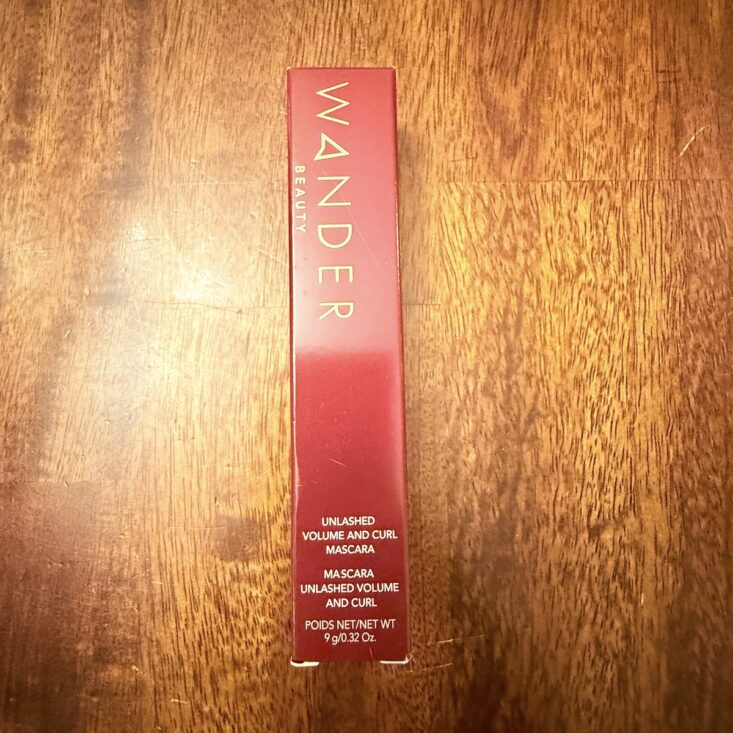 WANDER
BEAUTY
UNLASHED
VOLUME AND CURL
MASCARA
MASCARA
UNLASHED VOLUME
AND CURL
POIDS NET/NET WT
9 g/0.32 Oz.